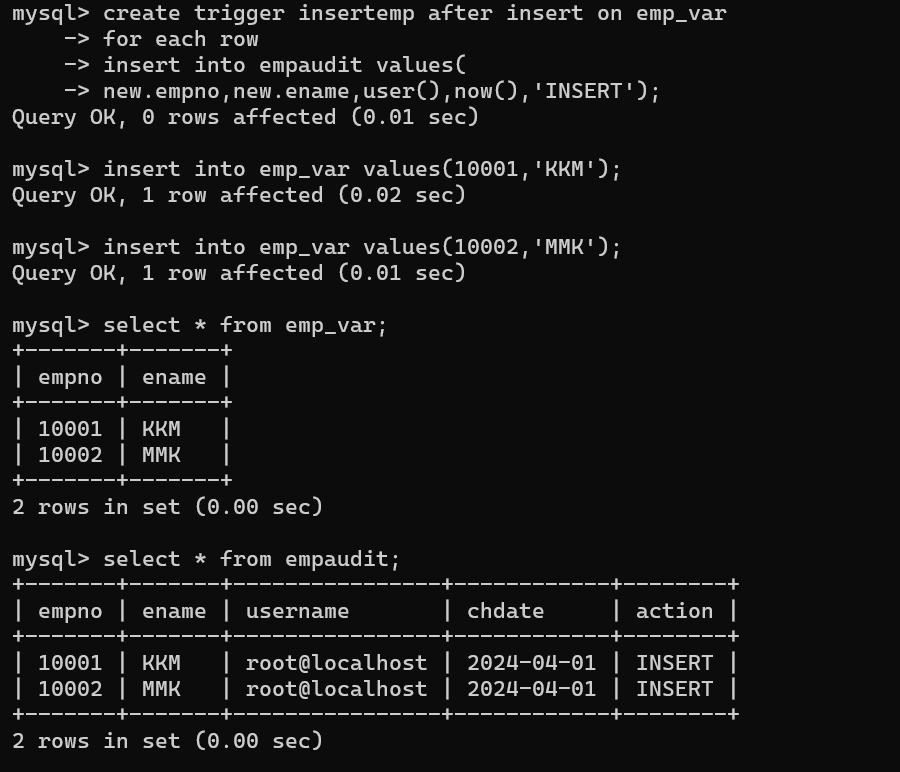 mysql> create trigger insertemp after insert on emp_var
    -> for each row
    -> insert into empaudit values(
    -> new.empno,new.ename,user(),now(),'INSERT');
Query OK, 0 rows affected (0.01 sec)

mysql> insert into emp_var values(10001,'KKM');
Query OK, 1 row affected (0.02 sec)

mysql> insert into emp_var values(10002,'MMK');
Query OK, 1 row affected (0.01 sec)

mysql> select * from emp_var;
+-------+-------+
| empno | ename |
+-------+-------+
| 10001 | KKM   |
| 10002 | MMK   |
+-------+-------+
2 rows in set (0.00 sec)

mysql> select * from empaudit;
+-------+-------+----------------+------------+--------+
| empno | ename | username       | chdate     | action |
+-------+-------+----------------+------------+--------+
| 10001 | KKM   | root@localhost | 2024-04-01 | INSERT |
| 10002 | MMK   | root@localhost | 2024-04-01 | INSERT |
+-------+-------+----------------+------------+--------+
2 rows in set (0.00 sec)